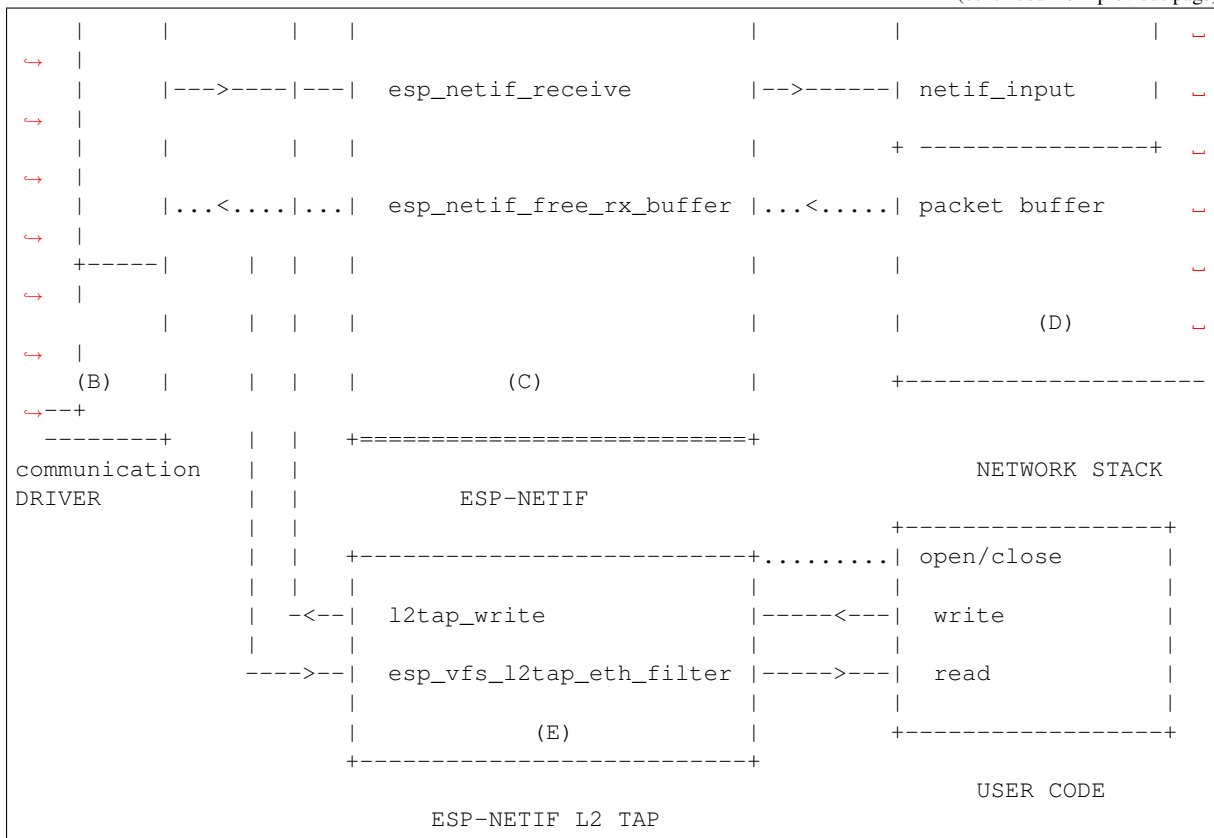 |     |        |   |                            |         |                 |  ␣
↪  |
|     |--->----|---|  esp_netif_receive         |-->------| netif_input     |  ␣
↪  |
|     |        |   |                            |         + ----------------+  ␣
↪  |
|     |...<....|...|  esp_netif_free_rx_buffer |...<.....| packet buffer      ␣
↪  |
+-----|     |  |   |                            |         |                    ␣
↪  |
|     |  |   |                            |         |         (D)        ␣
↪  |
(B)    |     |  |   |          (C)               |         +---------------------
↪--+
--------+     |  |   +===========================+
communication   |  |                                               NETWORK STACK
DRIVER          |  |           ESP-NETIF
|  |                                         +------------------+
|  |   +---------------------------+.........| open/close       |
|  |   |                           |         |                  |
|  -<--|  l2tap_write              |-----<---|  write           |
|      |                           |         |                  |
---->--|  esp_vfs_l2tap_eth_filter |----->---|  read            |
|                           |         |                  |
|            (E)            |         +------------------+
+---------------------------+
USER CODE
ESP-NETIF L2 TAP